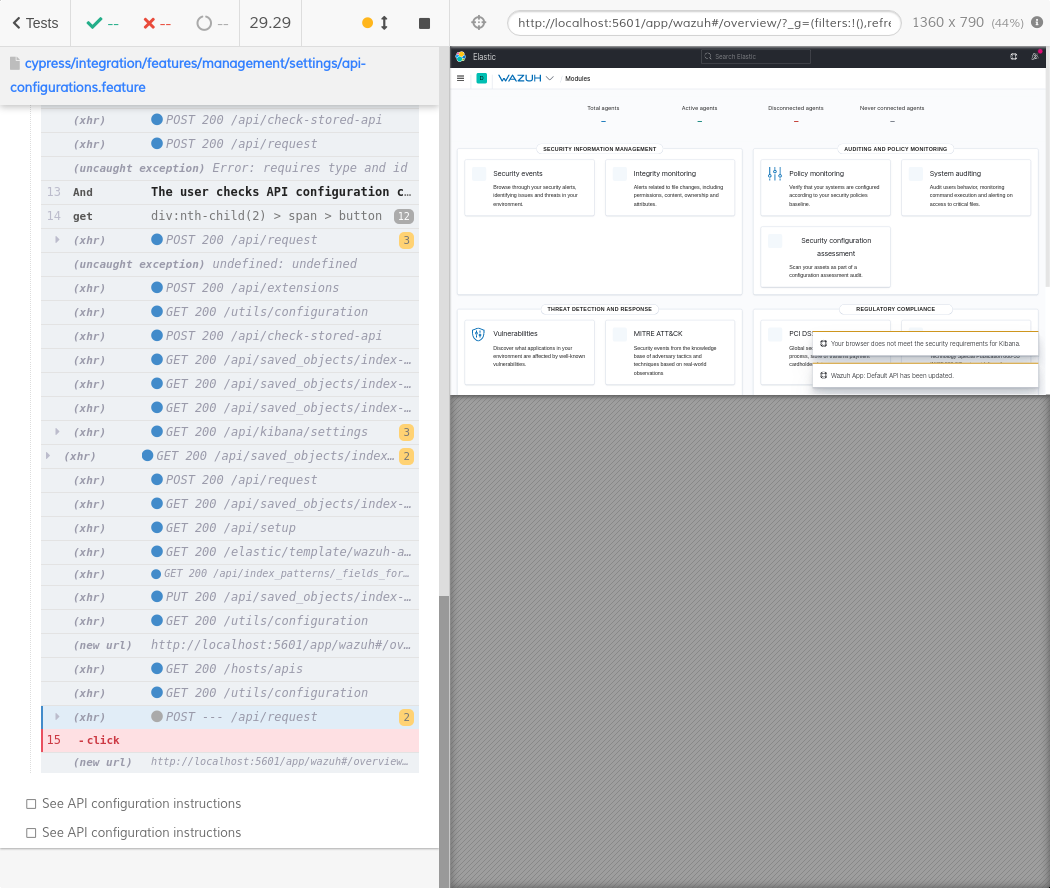 Tests
--
--
--
29.29
http://localhost:5601/app/wazuh#/overview/?_g=(filters:!(),refre
1360 x 790 (44%)
cypress/integration/features/management/settings/api-
configurations.feature
(xhr) POST 200 /api/check-stored-api
(xhr) POST 200 /api/request
(uncaught exception) Error: requires type and id
13 And The user checks API configuration c…
14 get div:nth-child(2) > span > button 12
(xhr) POST 200 /api/request 3
(uncaught exception) undefined: undefined
(xhr) POST 200 /api/extensions
(xhr) GET 200 /utils/configuration
(xhr) POST 200 /api/check-stored-api
(xhr) GET 200 /api/saved_objects/index-…
(xhr) GET 200 /api/saved_objects/index-…
(xhr) GET 200 /api/saved_objects/index-…
(xhr) GET 200 /api/kibana/settings 3
(xhr) GET 200 /api/saved_objects/index… 2
(xhr) POST 200 /api/request
(xhr) GET 200 /api/saved_objects/index-…
(xhr) GET 200 /api/setup
(xhr) GET 200 /elastic/template/wazuh-a…
(xhr) GET 200 /api/index_patterns/_fields_for…
(xhr) PUT 200 /api/saved_objects/index-…
(xhr) GET 200 /utils/configuration
(new url) http://localhost:5601/app/wazuh#/ov…
(xhr) GET 200 /hosts/apis
(xhr) GET 200 /utils/configuration
(xhr) POST --- /api/request 2
15 -click
(new url) http://localhost:5601/app/wazuh#/overview…
See API configuration instructions
See API configuration instructions
Elastic
Search Elastic
D WAZUH Modules
Total agents
–
Active agents
–
Disconnected agents
–
Never connected agents
–
SECURITY INFORMATION MANAGEMENT
Security events
Browse through your security alerts,
identifying issues and threats in your
environment.
Integrity monitoring
Alerts related to file changes, including
permissions, content, ownership and
attributes.
AUDITING AND POLICY MONITORING
Policy monitoring
Verify that your systems are configured
according to your security policies
baseline.
System auditing
Audit users behavior, monitoring
command execution and alerting on
access to critical files.
Security configuration
assessment
Scan your assets as part of a
configuration assessment audit.
THREAT DETECTION AND RESPONSE
Vulnerabilities
Discover what applications in your
environment are affected by well-known
vulnerabilities.
MITRE ATT&CK
Security events from the knowledge
base of adversary tactics and
techniques based on real-world
observations
REGULATORY COMPLIANCE
PCI DS
Global sec
process,
cardholde
Your browser does not meet the security requirements for Kibana.
Wazuh App: Default API has been updated.